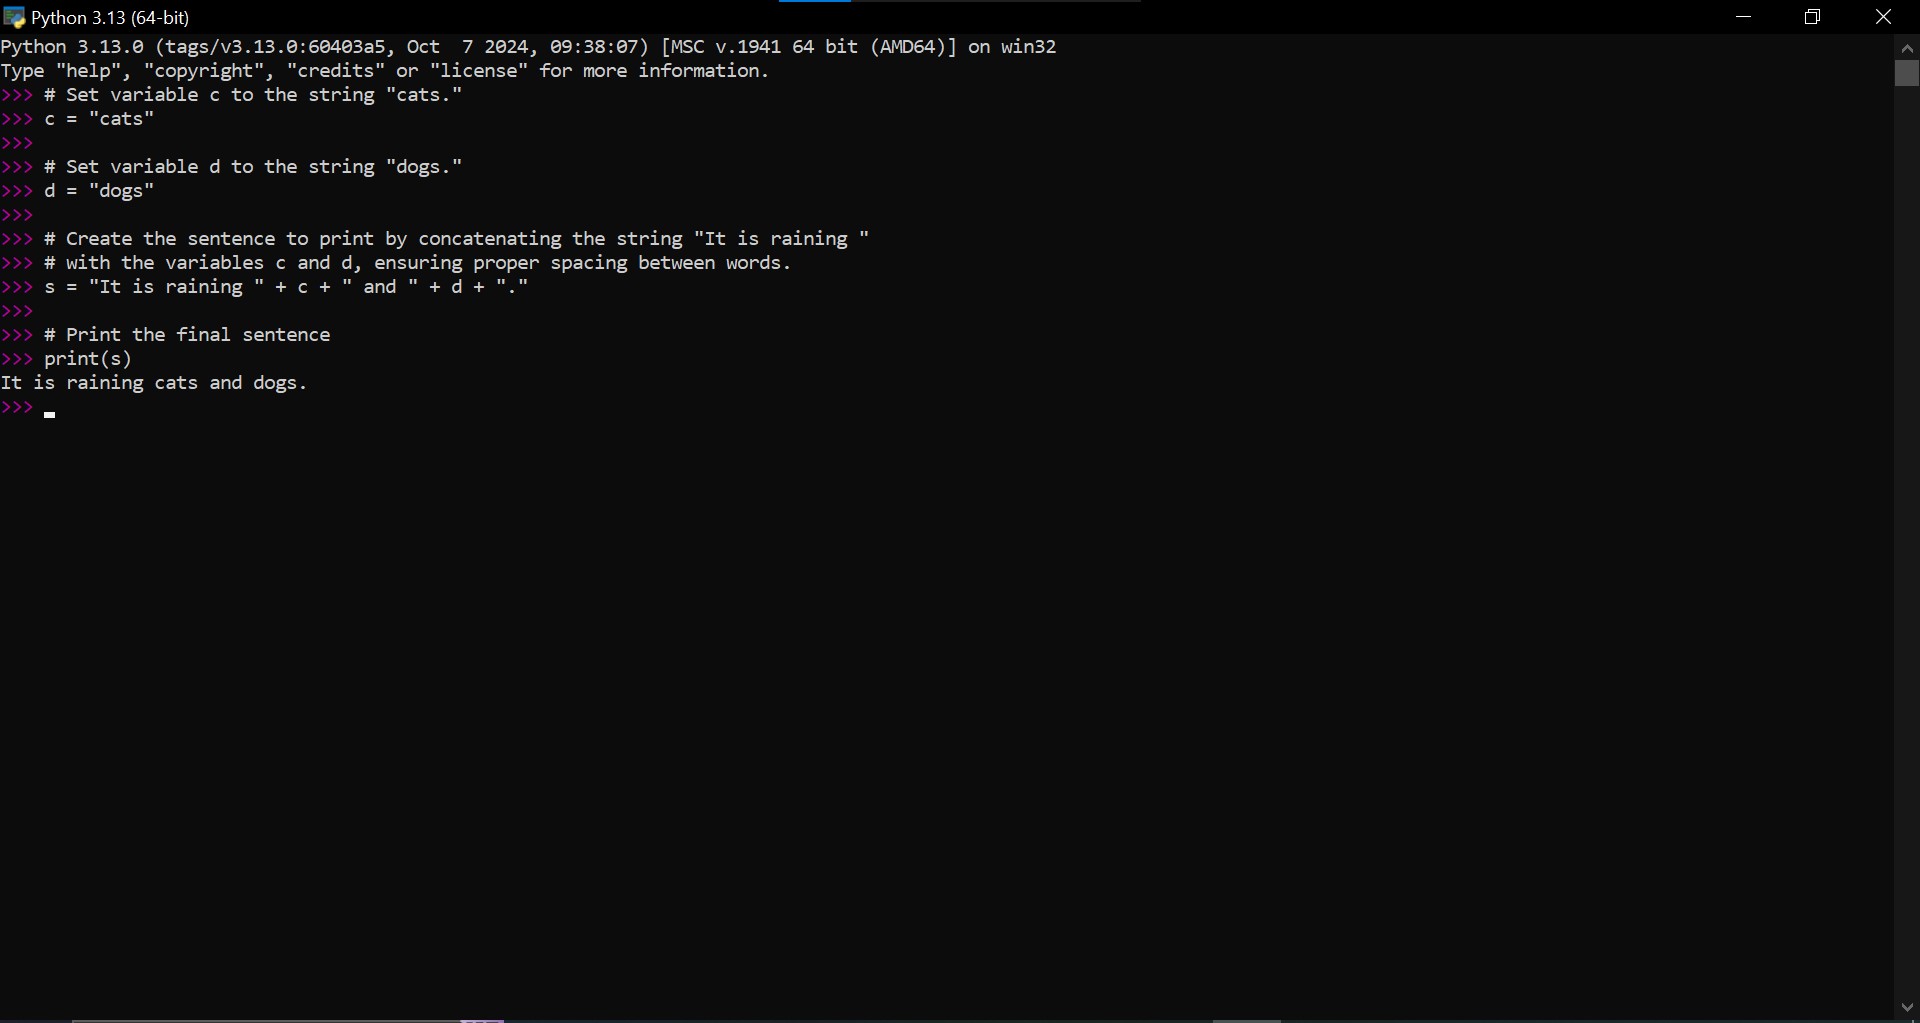 Python 3.13 (64-bit)
Python 3.13.0 (tags/v3.13.0:60403a5, Oct  7 2024, 09:38:07) [MSC v.1941 64 bit (AMD64)] on win32
Type "help", "copyright", "credits" or "license" for more information.
>>> # Set variable c to the string "cats."
>>> c = "cats"
>>>
>>> # Set variable d to the string "dogs."
>>> d = "dogs"
>>>
>>> # Create the sentence to print by concatenating the string "It is raining "
>>> # with the variables c and d, ensuring proper spacing between words.
>>> s = "It is raining " + c + " and " + d + "."
>>>
>>> # Print the final sentence
>>> print(s)
It is raining cats and dogs.
>>>